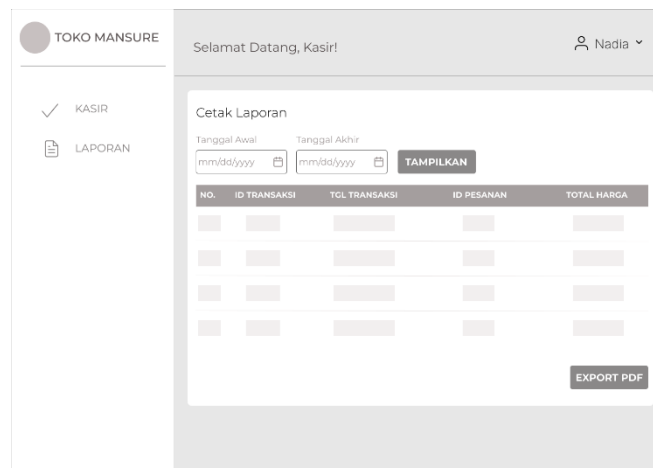 TOKO MANSURE
Selamat Datang, Kasir!
Nadia
KASIR
LAPORAN
Cetak Laporan
Tanggal Awal Tanggal Akhir
mm/dd/yyyy mm/dd/yyyy TAMPILKAN
NO. ID TRANSAKSI TGL TRANSAKSI ID PESANAN TOTAL HARGA
EXPORT PDF